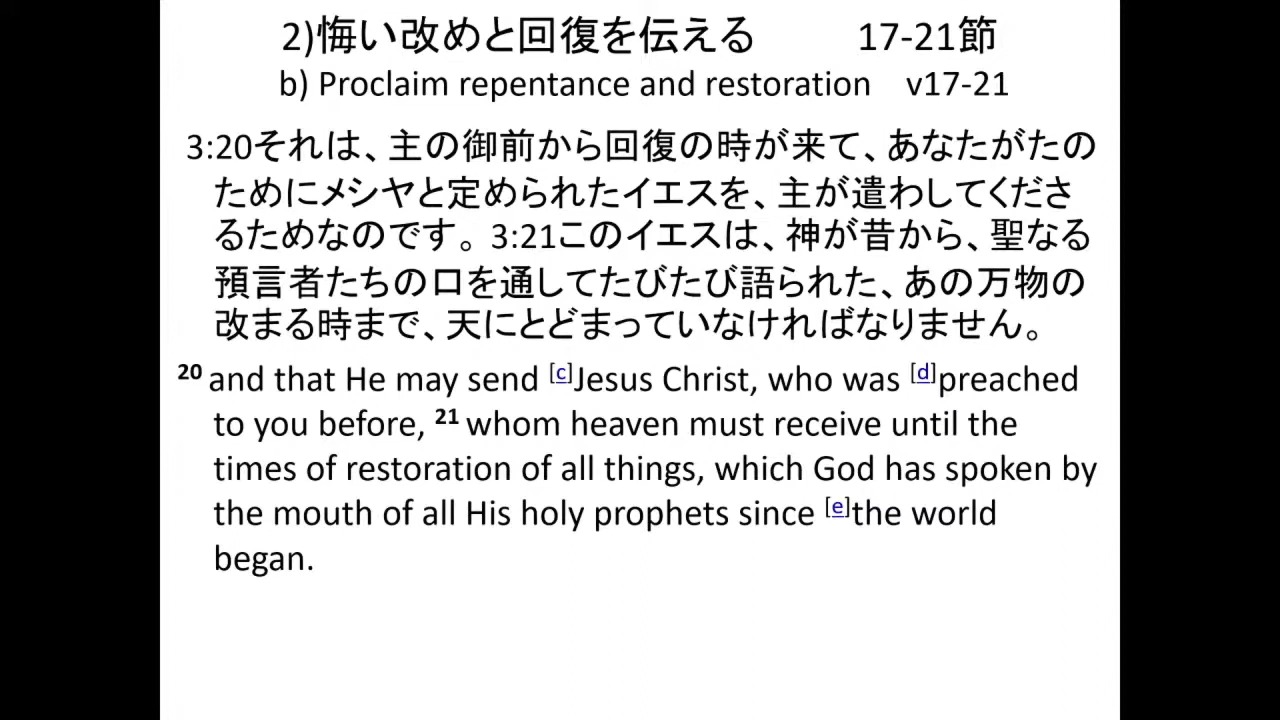 2)悔い改めと回復を伝える 17-21節
b) Proclaim repentance and restoration v17-21
3:20それは、主の御前から回復の時が来て、あなたがたの
ためにメシヤと定められたイエスを、主が遣わしてくださ
るためなのです。3:21このイエスは、神が昔から、聖なる
預言者たちの口を通してたびたび語られた、あの万物の
改まる時まで、天にとどまっていなければなりません。
20 and that He may send [c]Jesus Christ, who was [d]preached
to you before, 21 whom heaven must receive until the
times of restoration of all things, which God has spoken by
the mouth of all His holy prophets since [e]the world
began.